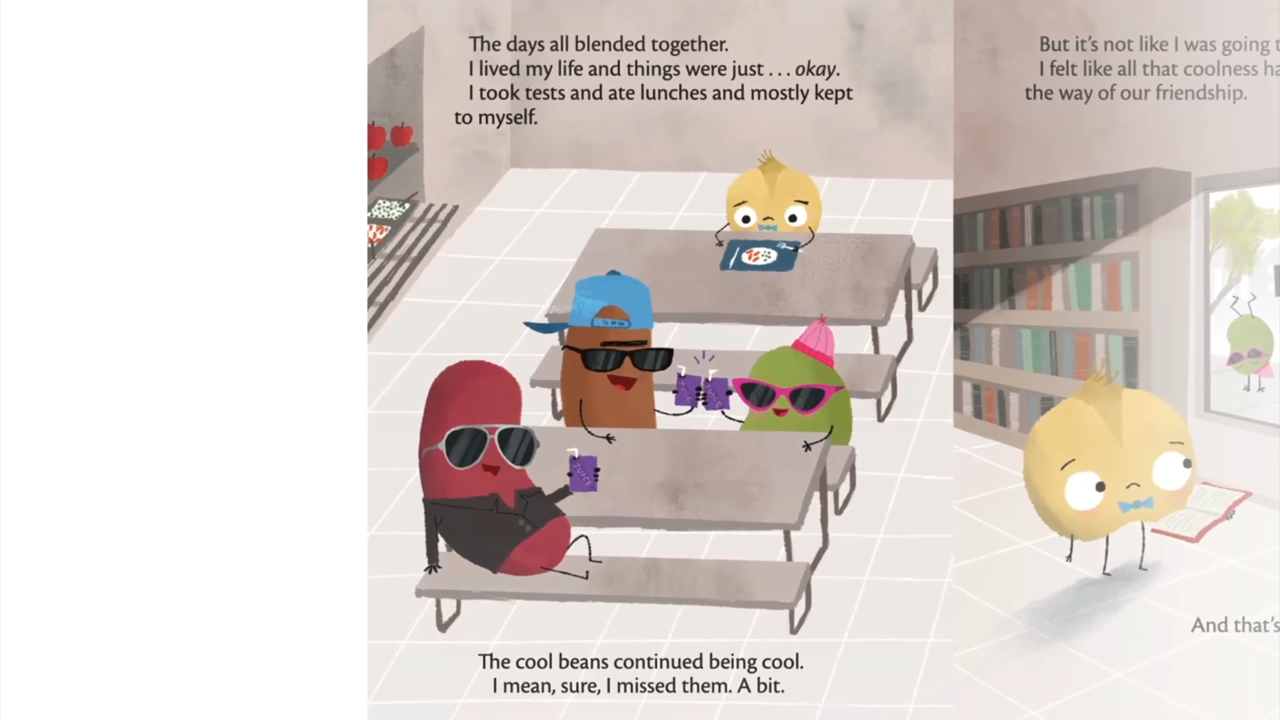 The days all blended together.
I lived my life and things were just . . . okay.
I took tests and ate lunches and mostly kept
to myself.
The cool beans continued being cool.
I mean, sure, I missed them. A bit.
But it's not like I was going
I felt like all that coolness
the way of our friendship.
And that's
JUICE